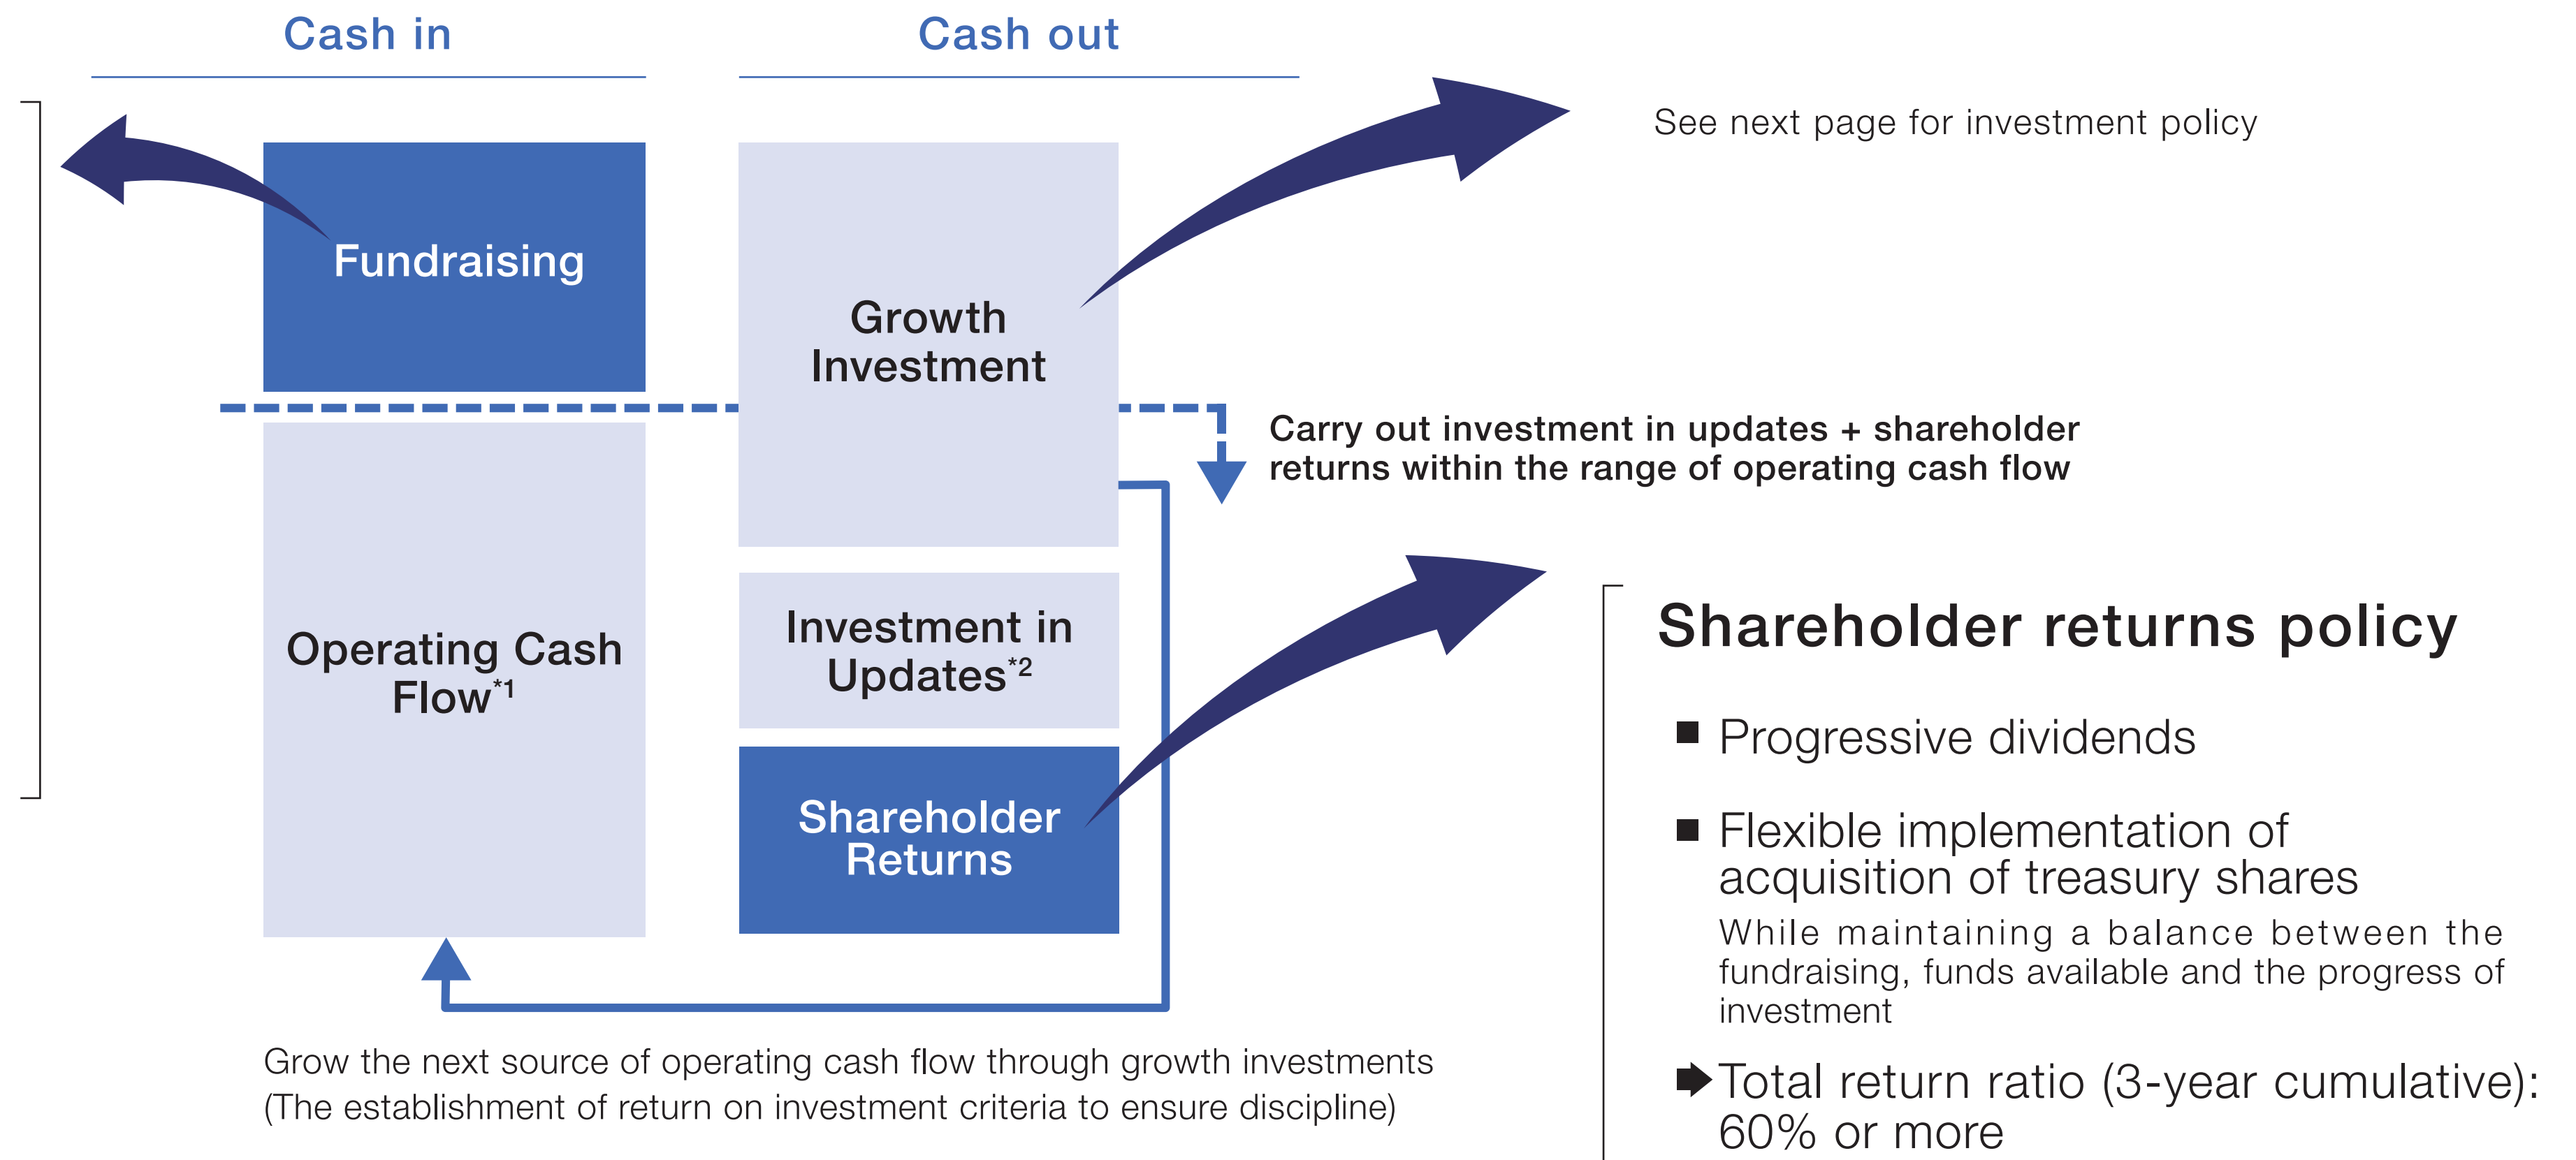 Cash in
Cash out
See next page for investment policy
Fundraising
Growth
Investment
Carry out investment in updates + shareholder
returns within the range of operating cash flow
Operating Cash
Flow*1
Investment in
Updates*2
Shareholder
Returns
Grow the next source of operating cash flow through growth investments
(The establishment of return on investment criteria to ensure discipline)
Shareholder returns policy
■ Progressive dividends
■ Flexible implementation of
acquisition of treasury shares
While maintaining a balance between the
fundraising, funds available and the progress of
investment
Total return ratio (3-year cumulative):
60% or more